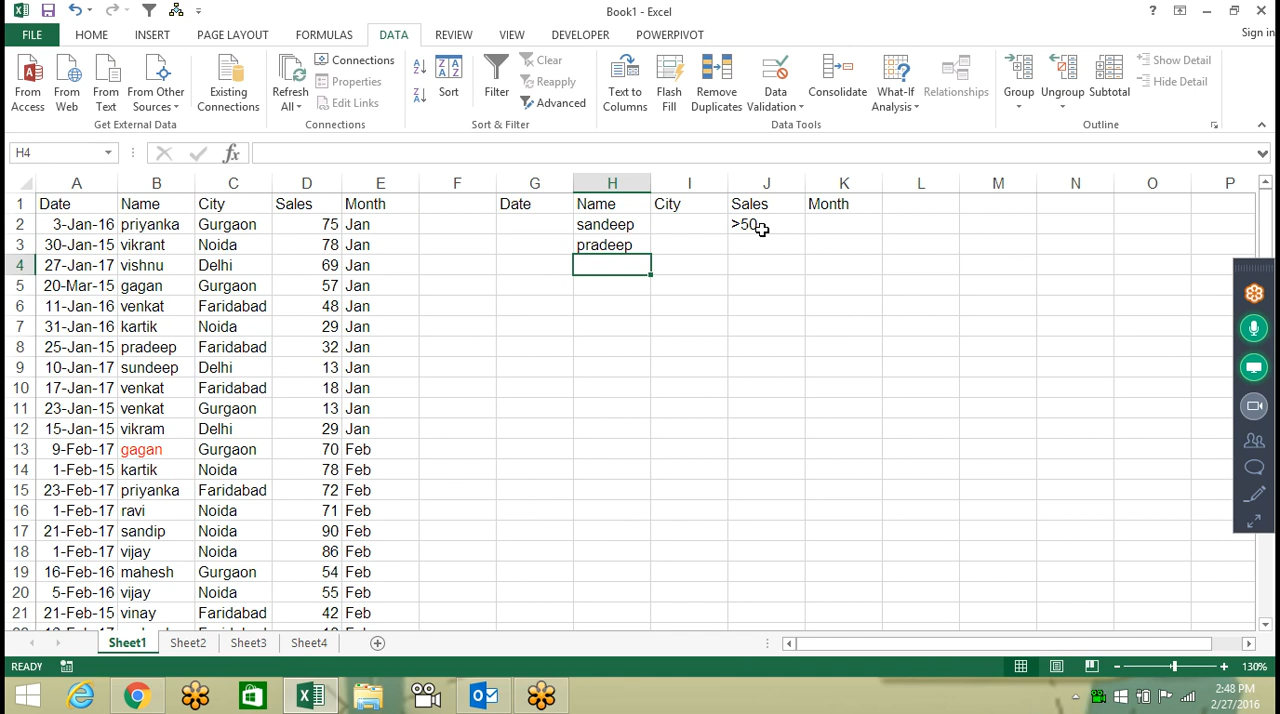 Book1 - Excel
Sign in
FILE HOME INSERT PAGE LAYOUT FORMULAS DATA REVIEW VIEW DEVELOPER POWERPIVOT
From Access
From Web
From Text
From Other Sources
Existing Connections
Refresh All
Connections
Properties
Edit Links
Sort
Filter
Clear
Reapply
Advanced
Text to Columns
Flash Fill
Remove Duplicates
Data Validation
Consolidate
What-If Analysis
Relationships
Group
Ungroup
Subtotal
Show Detail
Hide Detail
Get External Data
Connections
Sort & Filter
Data Tools
Outline
H4 fx
A B C D E F G H I J K L M N O P
1 Date Name City Sales Month Date Name City Sales Month
2 3-Jan-16 priyanka Gurgaon 75 Jan sandeep >50
3 30-Jan-15 vikrant Noida 78 Jan pradeep
4 27-Jan-17 vishnu Delhi 69 Jan
5 20-Mar-15 gagan Gurgaon 57 Jan
6 11-Jan-16 venkat Faridabad 48 Jan
7 31-Jan-16 kartik Noida 29 Jan
8 25-Jan-15 pradeep Faridabad 32 Jan
9 10-Jan-17 sundeep Delhi 13 Jan
10 17-Jan-17 venkat Faridabad 18 Jan
11 23-Jan-15 venkat Gurgaon 13 Jan
12 15-Jan-15 vikram Delhi 29 Jan
13 9-Feb-17 gagan Gurgaon 70 Feb
14 1-Feb-15 kartik Noida 78 Feb
15 23-Feb-17 priyanka Faridabad 72 Feb
16 1-Feb-17 ravi Noida 71 Feb
17 21-Feb-17 sandip Noida 90 Feb
18 1-Feb-17 vijay Noida 86 Feb
19 16-Feb-16 mahesh Gurgaon 54 Feb
20 5-Feb-16 vijay Noida 55 Feb
21 21-Feb-15 vinay Faridabad 42 Feb
Sheet1 Sheet2 Sheet3 Sheet4
READY
130%
2:48 PM
2/27/2016